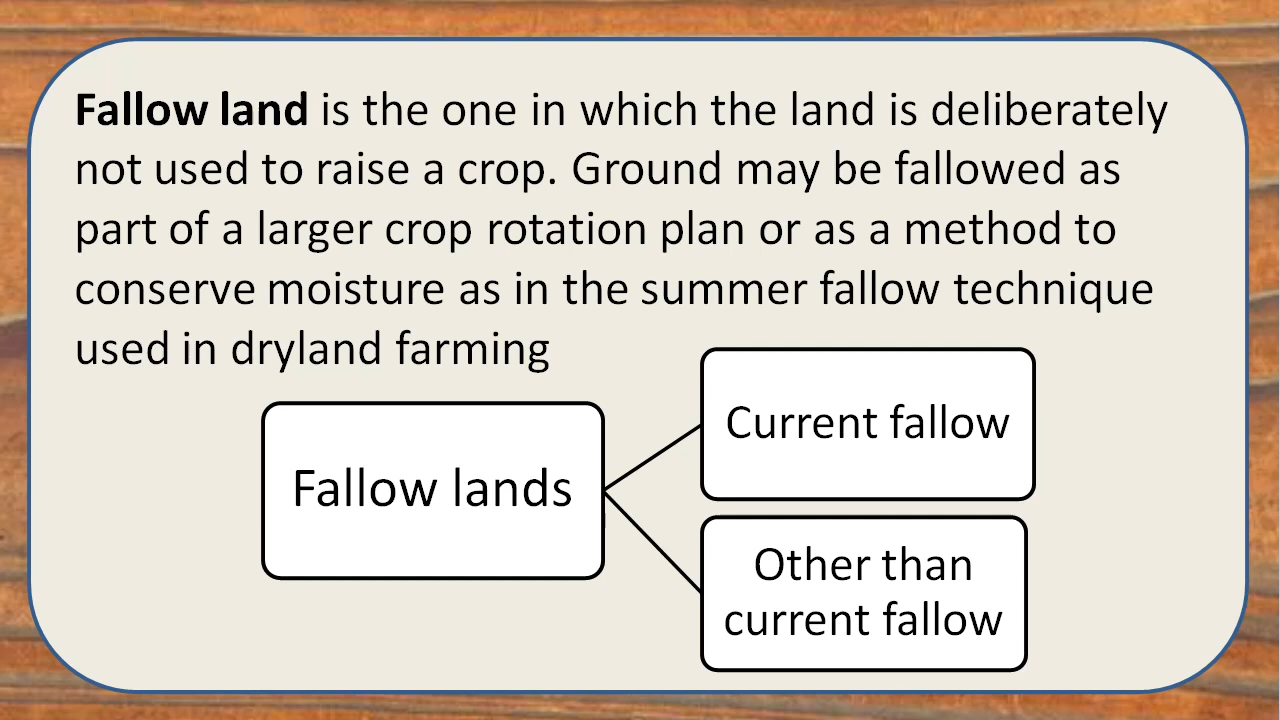 Fallow land is the one in which the land is deliberately
not used to raise a crop. Ground may be fallowed as
part of a larger crop rotation plan or as a method to
conserve moisture as in the summer fallow technique
used in dryland farming
Fallow lands
Current fallow
Other than
current fallow